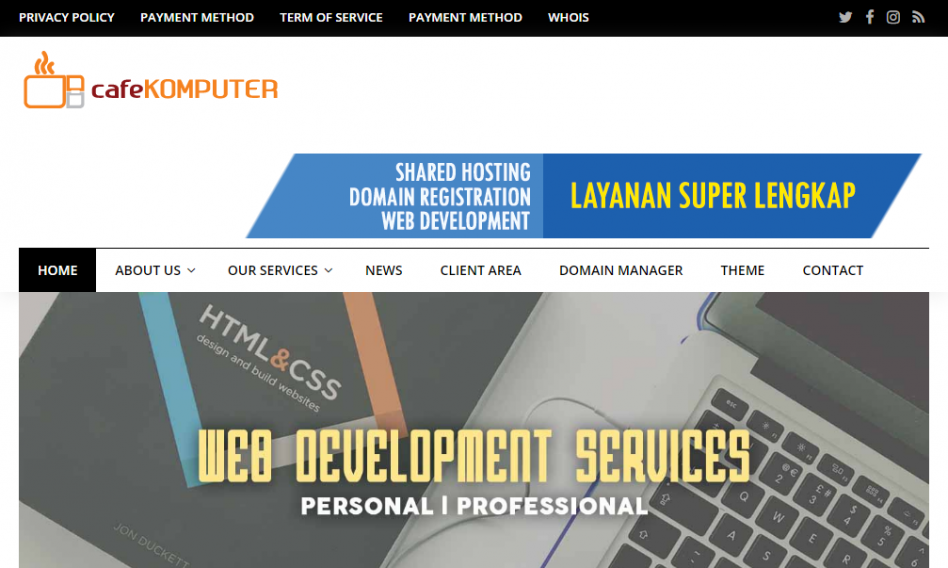 PRIVACY POLICY PAYMENT METHOD TERM OF SERVICE PAYMENT METHOD WHOIS
cafeKOMPUTER
SHARED HOSTING
DOMAIN REGISTRATION
WEB DEVELOPMENT
LAYANAN SUPER LENGKAP
HOME ABOUT US OUR SERVICES NEWS CLIENT AREA DOMAIN MANAGER THEME CONTACT
HTML&CSS
design and build websites
WEB DEVELOPMENT SERVICES
PERSONAL | PROFESSIONAL
JON DUCKETT
esc
Q W E R
A S